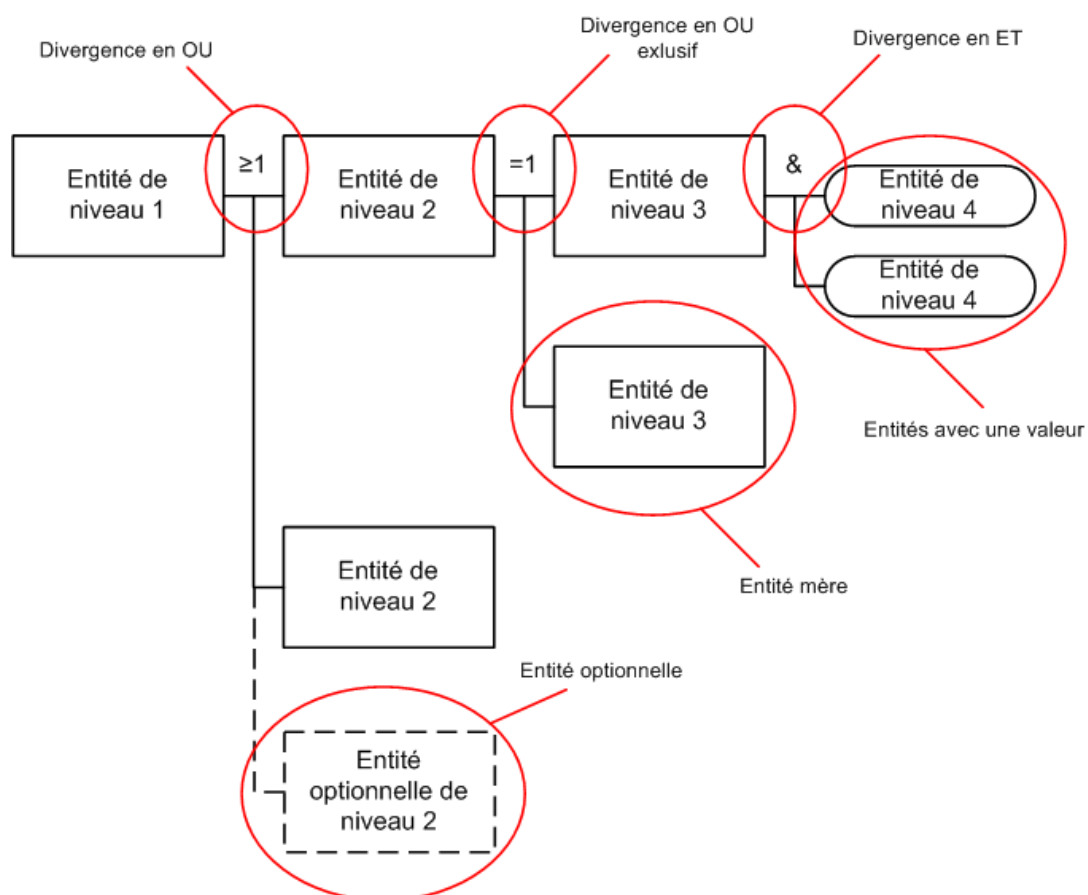 Divergence en OU
Divergence en OU
exlusif
Divergence en ET
Entité de
niveau 1
≥1
Entité de
niveau 2
=1
Entité de
niveau 3
&
Entité de
niveau 4
Entité de
niveau 4
Entités avec une valeur
Entité de
niveau 3
Entité mère
Entité de
niveau 2
Entité optionnelle
Entité
optionnelle de
niveau 2